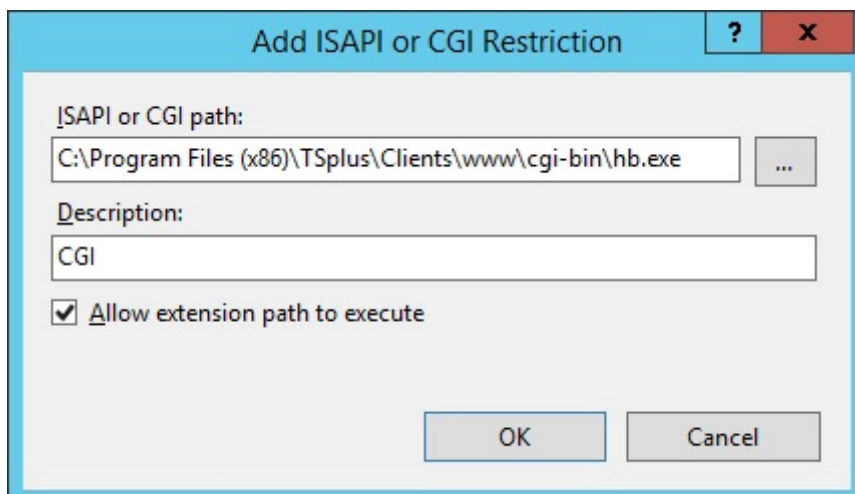 Add ISAPI or CGI Restriction
?
x
ISAPI or CGI path:
C:\Program Files (x86)\TSplus\Clients\www\cgi-bin\hb.exe
...
Description:
CGI
Allow extension path to execute
OK
Cancel